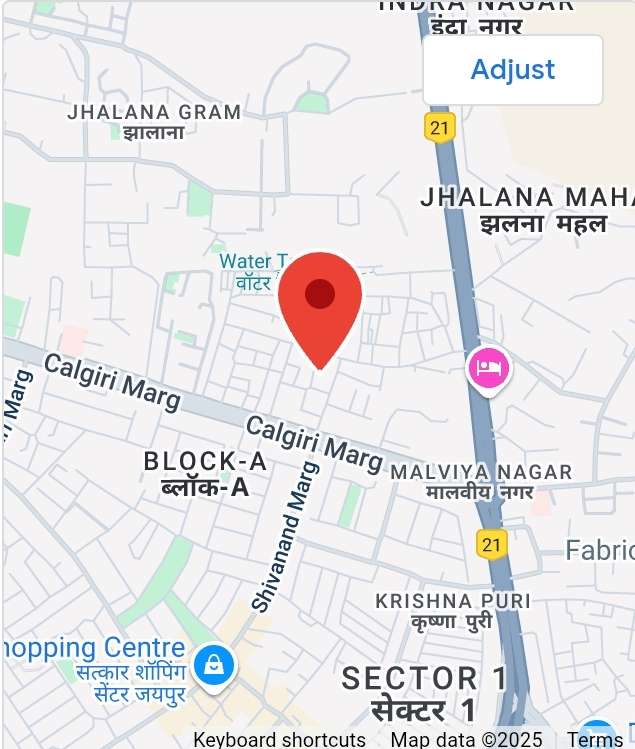 INDRA NAGAR
इंद्रा नगर
Adjust
21
JHALANA GRAM
झालाना
JHALANA MAHA
झलना महल
Water T
वॉटर
Calgiri Marg
Marg
Calgiri Marg
BLOCK-A
ब्लॉक-A
MALVIYA NAGAR
मालवीय नगर
Shivanand Marg
21
Fabric
KRISHNA PURI
कृष्णा पुरी
hopping Centre
सत्कार शॉपिंग
सेंटर जयपुर
SECTOR 1
सेक्टर 1
Keyboard shortcuts
Map data ©2025
Terms